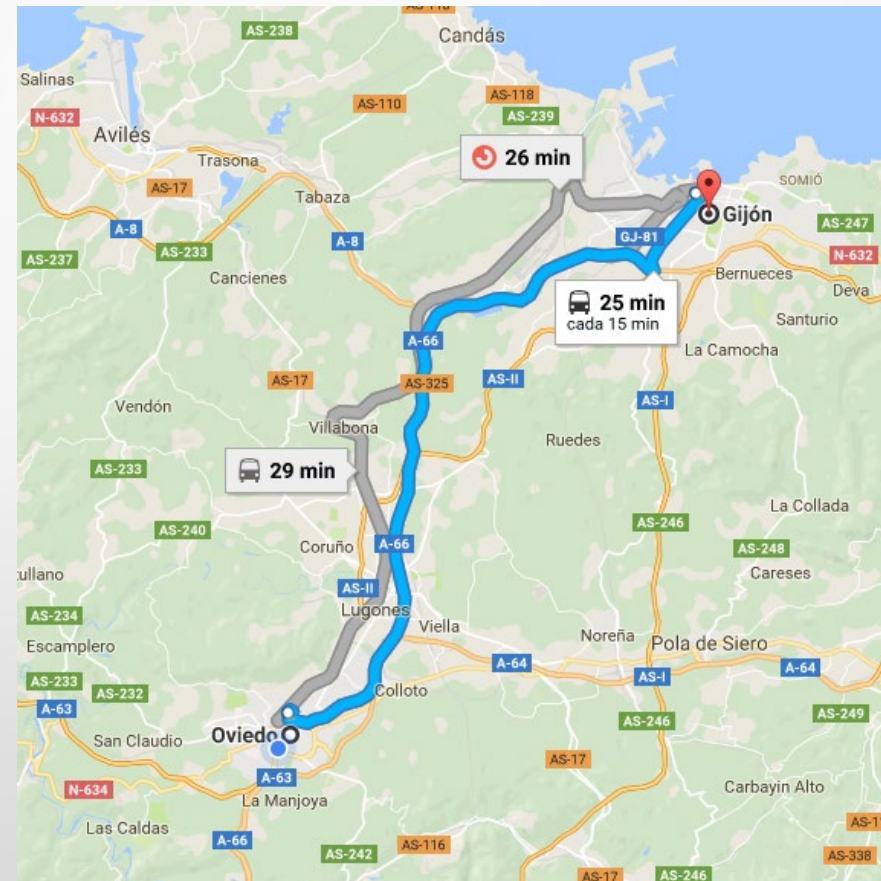 AS-118
AS-238
Candás
Salinas
AS-118
N-632
AS-110
AS-239
Avilés
26 min
Trasona
SOMIÓ
AS-17
Tabaza
Gijón
AS-247
A-8
GJ-81
A-8
AS-233
N-632
AS-237
Bernueces
Cancienes
Deva
25 min
cada 15 min
Santurio
A-66
La Camocha
AS-17
AS-325
AS-II
AS-I
Vendón
Villabona
Ruedes
AS-233
29 min
La Collada
AS-240
AS-246
Coruño
A-66
AS-248
tullano
Careses
AS-II
AS-234
Lugones
Viella
Noreña
Escamplero
Pola de Siero
A-64
A-64
AS-233
AS-232
Colloto
AS-I
A-63
AS-249
San Claudio
Oviedo
AS-246
A-63
AS-17
N-634
La Manjoya
Carbayin Alto
Las Caldas
AS-11
A-66
AS-116
AS-242
AS-338
AS-17
AS-246